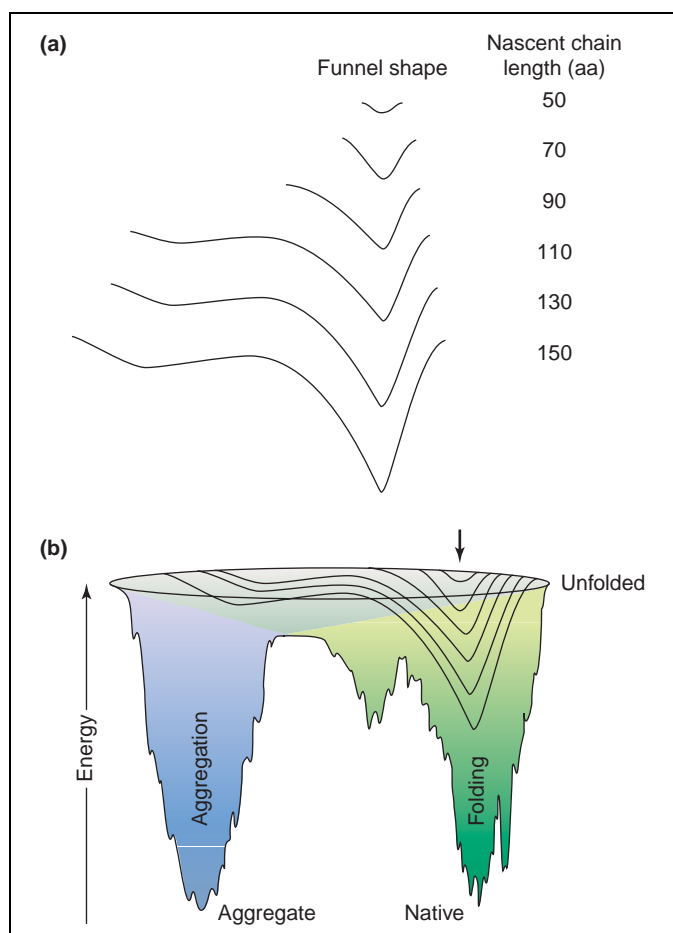 (a)
Funnel shape
Nascent chain
length (aa)
50
70
90
110
130
150
(b)
Unfolded
Energy
Aggregation
Folding
Aggregate
Native